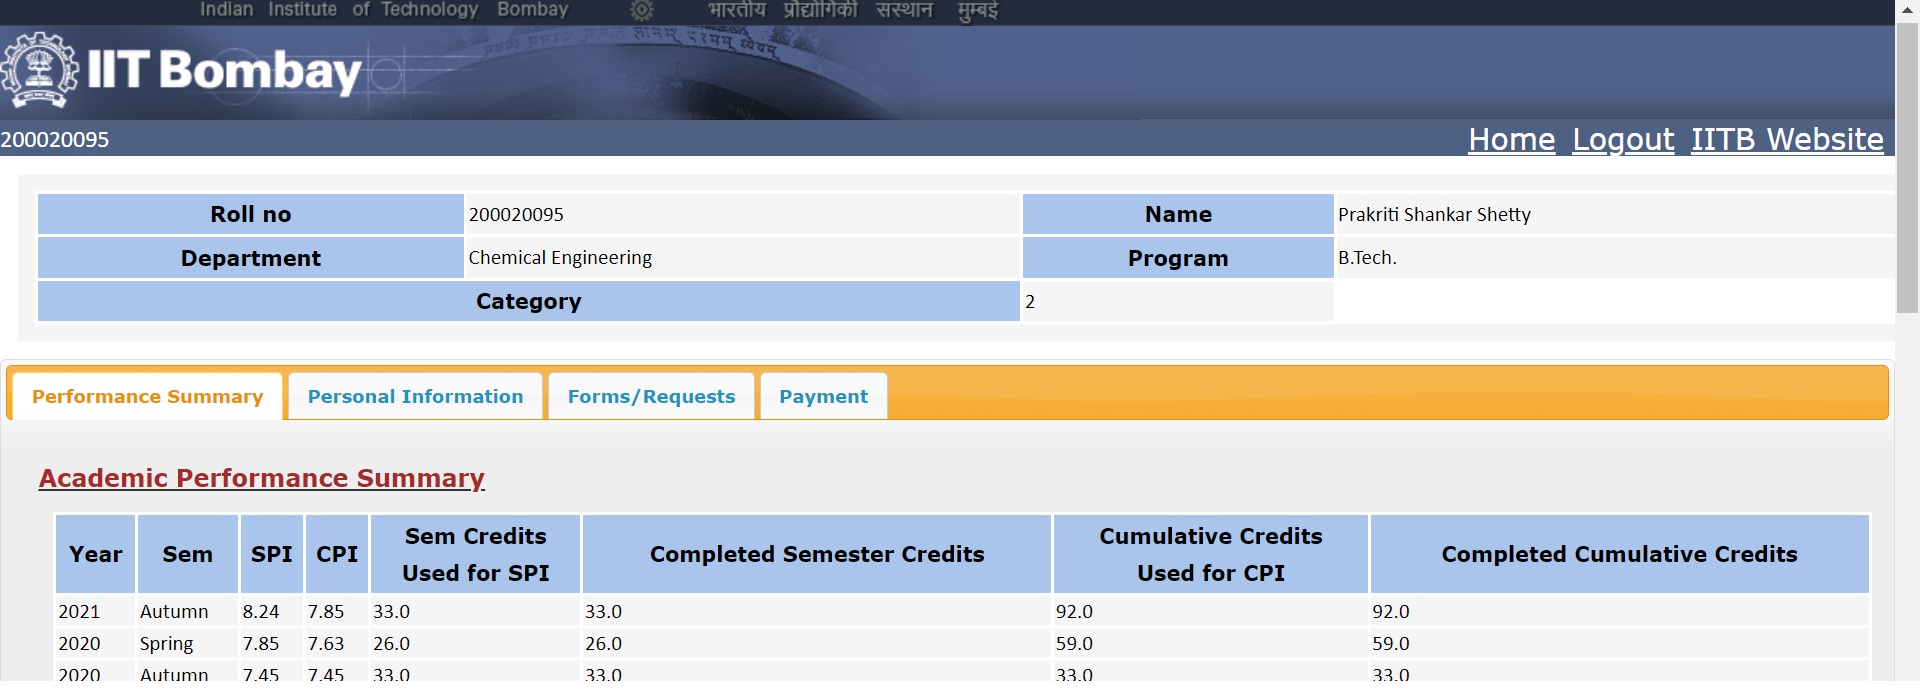 Indian Institute of Technology Bombay भारतीय प्रौद्योगिकी संस्थान मुम्बई
IIT Bombay
200020095 Home Logout IITB Website
Roll no 200020095 Name Prakriti Shankar Shetty
Department Chemical Engineering Program B.Tech.
Category 2
Performance Summary Personal Information Forms/Requests Payment
Academic Performance Summary
Year Sem SPI CPI Sem Credits Used for SPI Completed Semester Credits Cumulative Credits Used for CPI Completed Cumulative Credits
2021 Autumn 8.24 7.85 33.0 33.0 92.0 92.0
2020 Spring 7.85 7.63 26.0 26.0 59.0 59.0
2020 Autumn 7.45 7.45 33.0 33.0 33.0 33.0